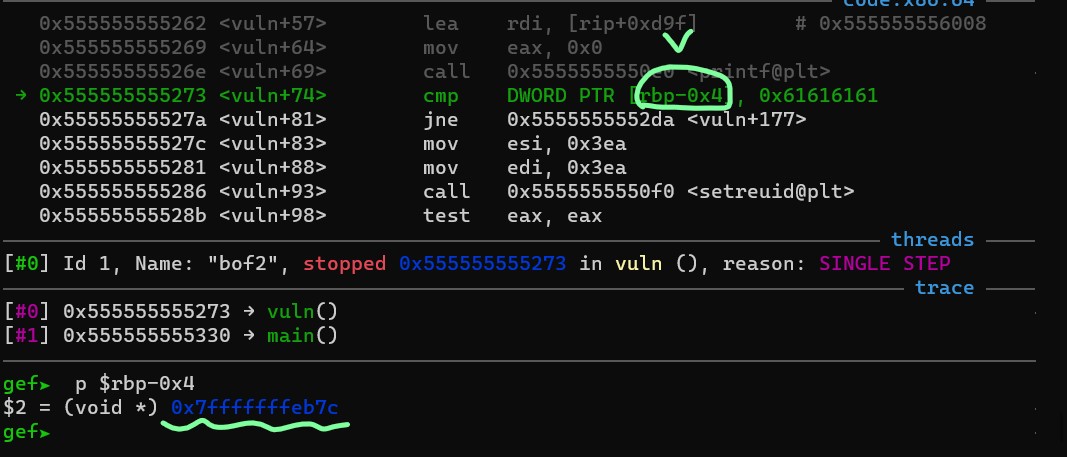 code:x86:64
0x555555555262 <vuln+57> lea rdi, [rip+0xd9f] # 0x555555556008
0x555555555269 <vuln+64> mov eax, 0x0
0x55555555526e <vuln+69> call 0x5555555550e0 <printf@plt>
→ 0x555555555273 <vuln+74> cmp DWORD PTR [rbp-0x4], 0x61616161
0x55555555527a <vuln+81> jne 0x5555555552da <vuln+177>
0x55555555527c <vuln+83> mov esi, 0x3ea
0x555555555281 <vuln+88> mov edi, 0x3ea
0x555555555286 <vuln+93> call 0x5555555550f0 <setreuid@plt>
0x55555555528b <vuln+98> test eax, eax
threads
[#0] Id 1, Name: "bof2", stopped 0x555555555273 in vuln (), reason: SINGLE STEP
trace
[#0] 0x555555555273 → vuln()
[#1] 0x555555555330 → main()
gef➤ p $rbp-0x4
$2 = (void *) 0x7fffffffeb7c
gef➤